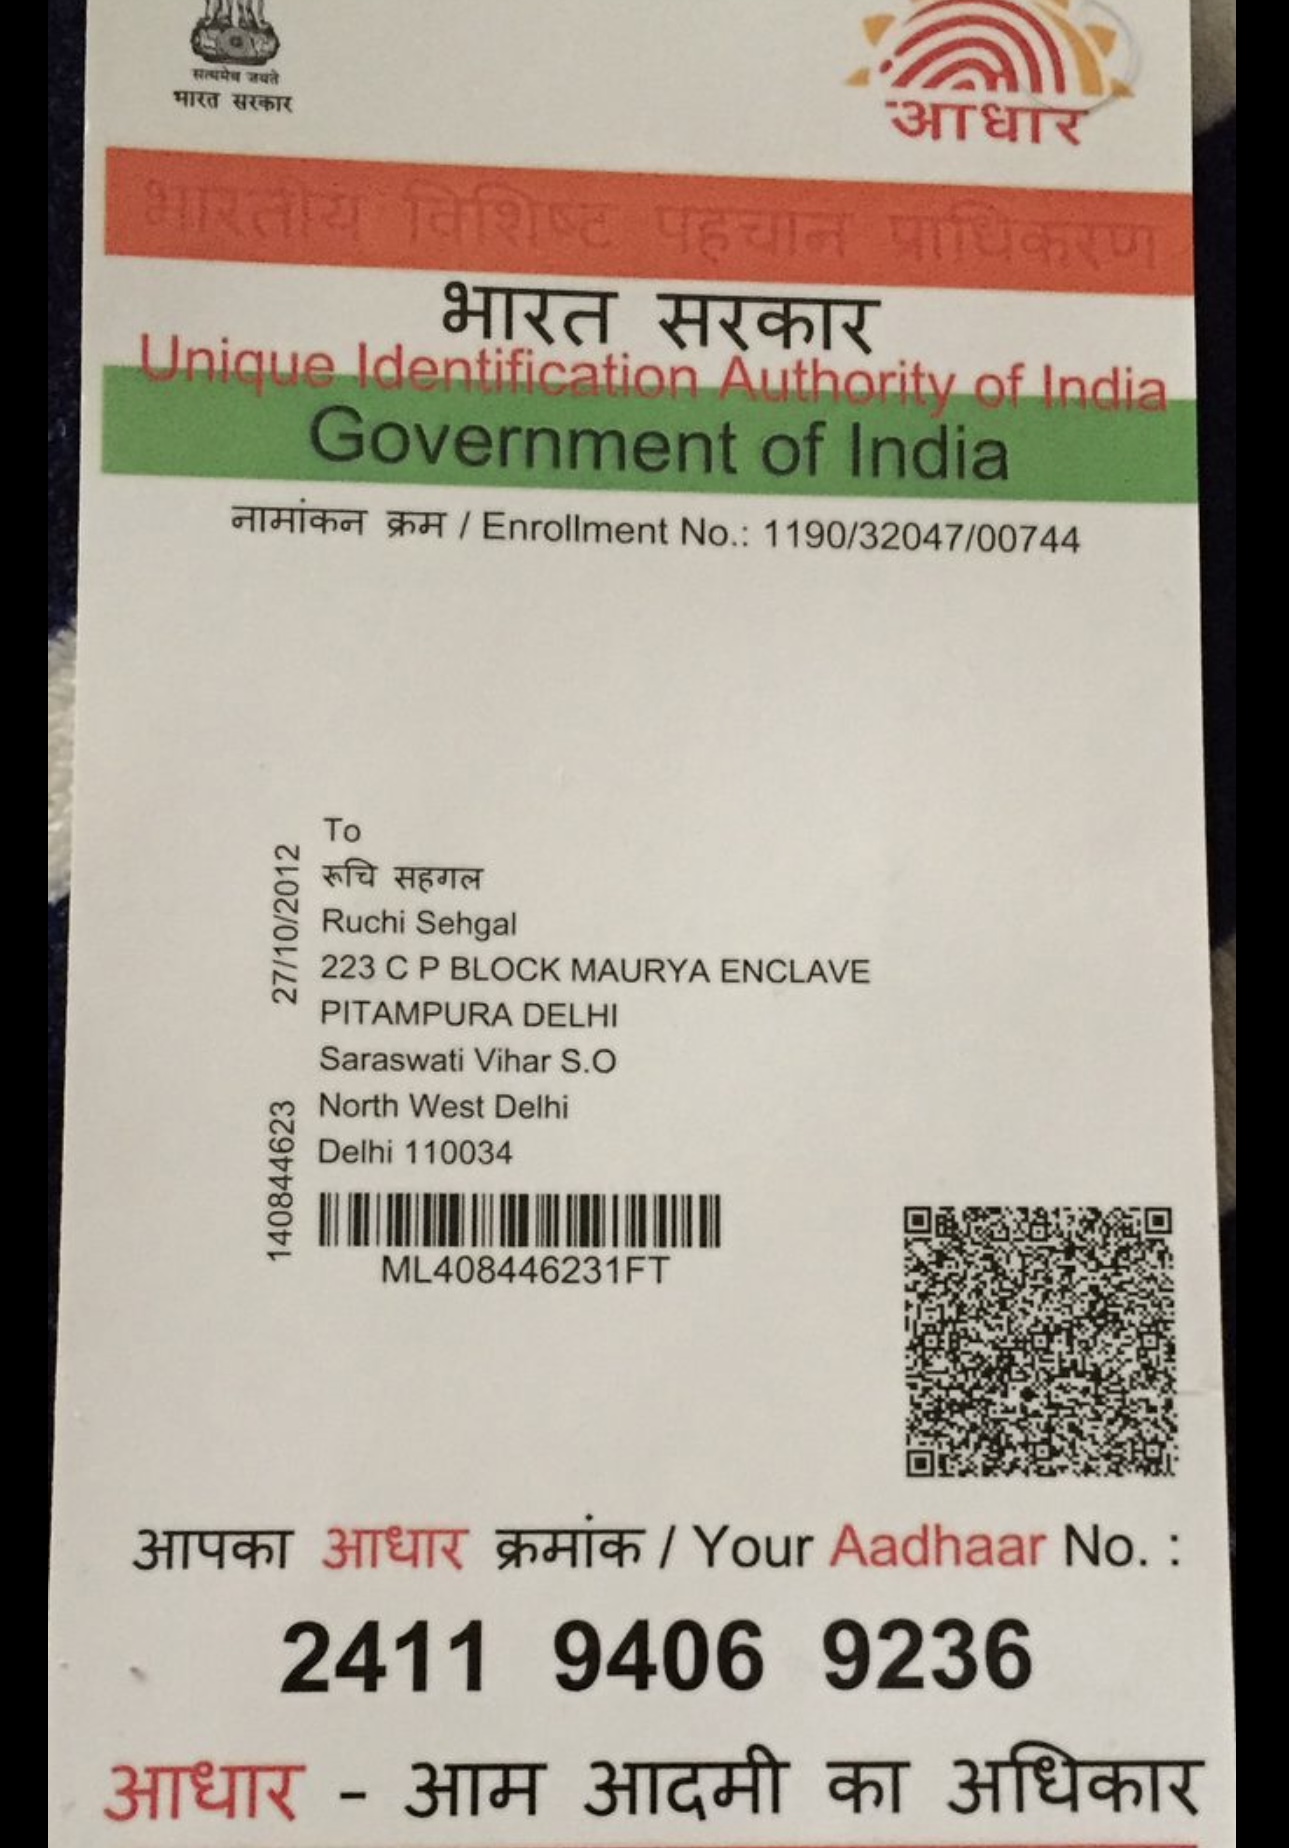 सत्यमेव जयते
भारत सरकार
आधार
भारतीय विशिष्ट पहचान प्राधिकरण
भारत सरकार
Unique Identification Authority of India
Government of India
नामांकन क्रम / Enrollment No.: 1190/32047/00744
27/10/2012
140844623
To
रूचि सहगल
Ruchi Sehgal
223 C P BLOCK MAURYA ENCLAVE
PITAMPURA DELHI
Saraswati Vihar S.O
North West Delhi
Delhi 110034
ML408446231FT
आपका आधार क्रमांक / Your Aadhaar No. :
2411 9406 9236
आधार - आम आदमी का अधिकार